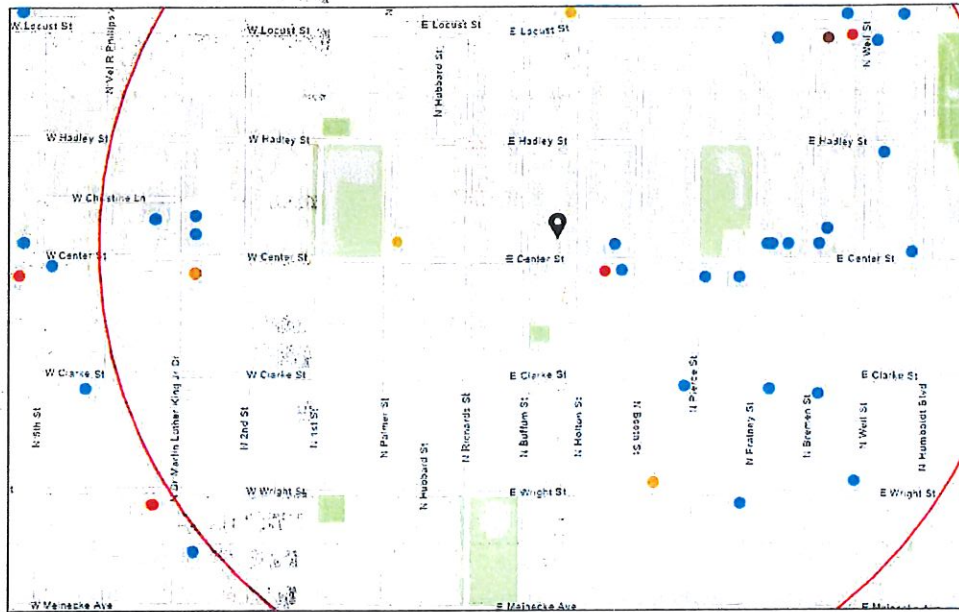 W Locust St
W Locust St
E Locust St
E Locust St
N Vel R Phillips
N Hubbard St
N Weil St
W Hadley St
W Hadley St
E Hadley St
E Hadley St
W Christine Ln
W Center St
W Center St
E Center St
E Center St
W Clarke St
W Clarke St
E Clarke St
E Clarke St
N 5th St
N Dr Martin Luther King Jr Dr
N 2nd St
N 1st St
N Palmer St
N Hubbard St
N Richards St
N Buffum St
N Holton St
N Booth St
N Pierce St
N Fratney St
N Bremen St
N Weil St
N Humboldt Blvd
W Wright St
E Wright St
E Wright St
W Meinecke Ave
E Meinecke Ave
E Meinecke Av